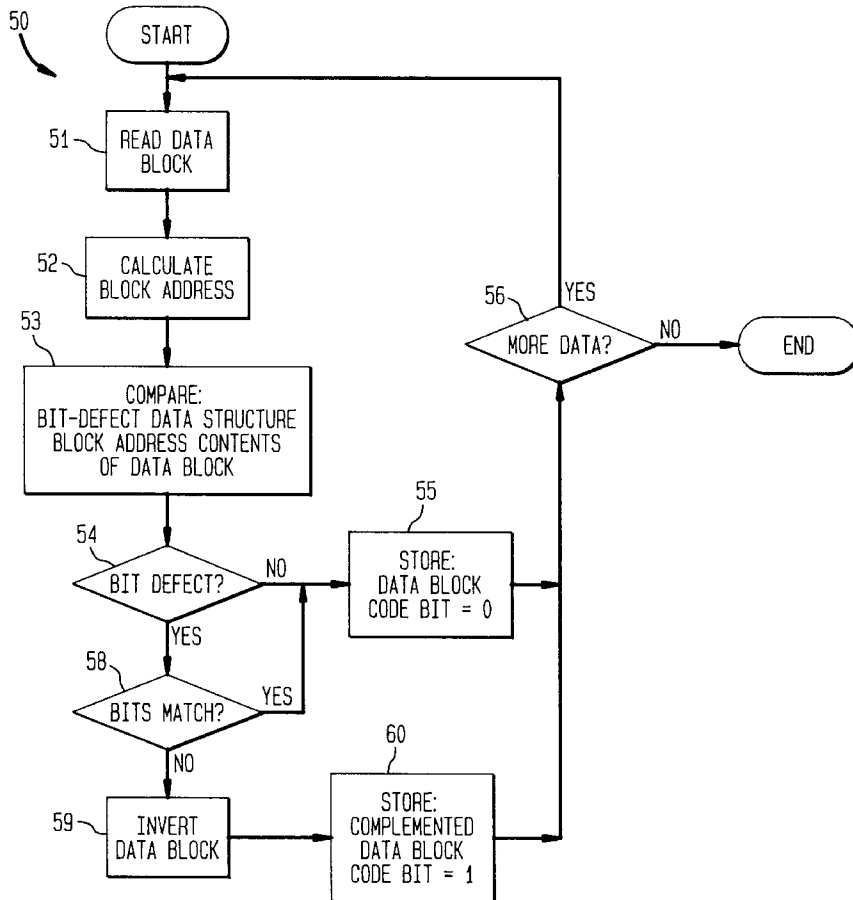 50
START
51
READ DATA
BLOCK
52
CALCULATE
BLOCK ADDRESS
53
COMPARE:
BIT-DEFECT DATA STRUCTURE
BLOCK ADDRESS CONTENTS
OF DATA BLOCK
54
BIT DEFECT?
NO
YES
55
STORE:
DATA BLOCK
CODE BIT = 0
56
MORE DATA?
YES
NO
END
58
BITS MATCH?
YES
NO
59
INVERT
DATA BLOCK
60
STORE:
COMPLEMENTED
DATA BLOCK
CODE BIT = 1